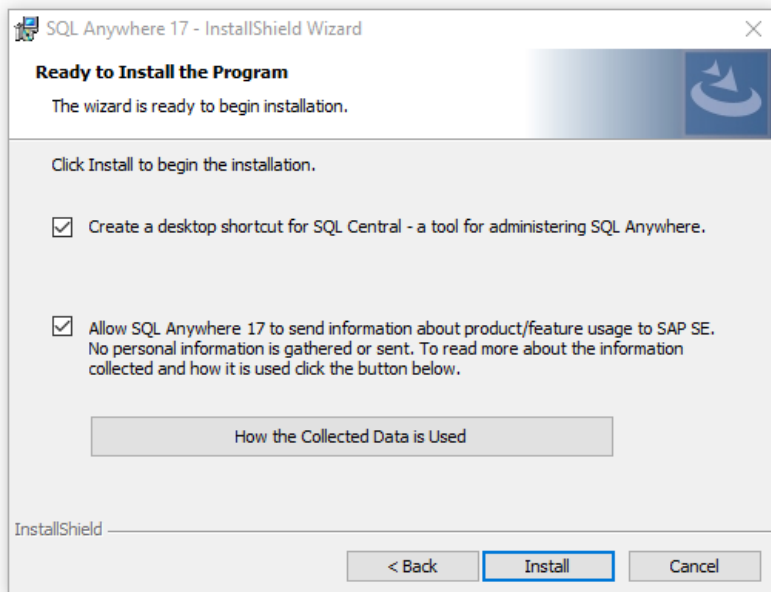 SQL Anywhere 17 - InstallShield Wizard
Ready to Install the Program
The wizard is ready to begin installation.
Click Install to begin the installation.
Create a desktop shortcut for SQL Central - a tool for administering SQL Anywhere.
Allow SQL Anywhere 17 to send information about product/feature usage to SAP SE.
No personal information is gathered or sent. To read more about the information
collected and how it is used click the button below.
How the Collected Data is Used
InstallShield
< Back
Install
Cancel